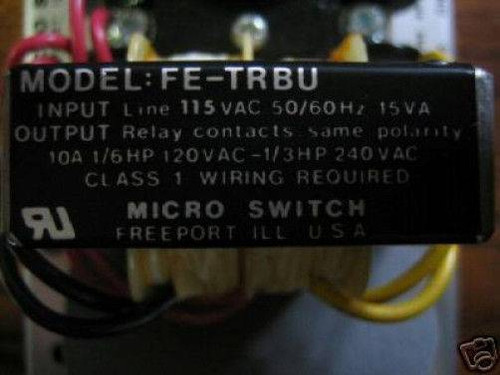 MODEL: FE-TRBU
INPUT Line 115 VAC 50/60Hz 15VA
OUTPUT Relay contacts same polarity
10A 1/6HP 120VAC-1/3HP 240VAC
CLASS 1 WIRING REQUIRED
MICRO SWITCH
FREEPORT ILL USA